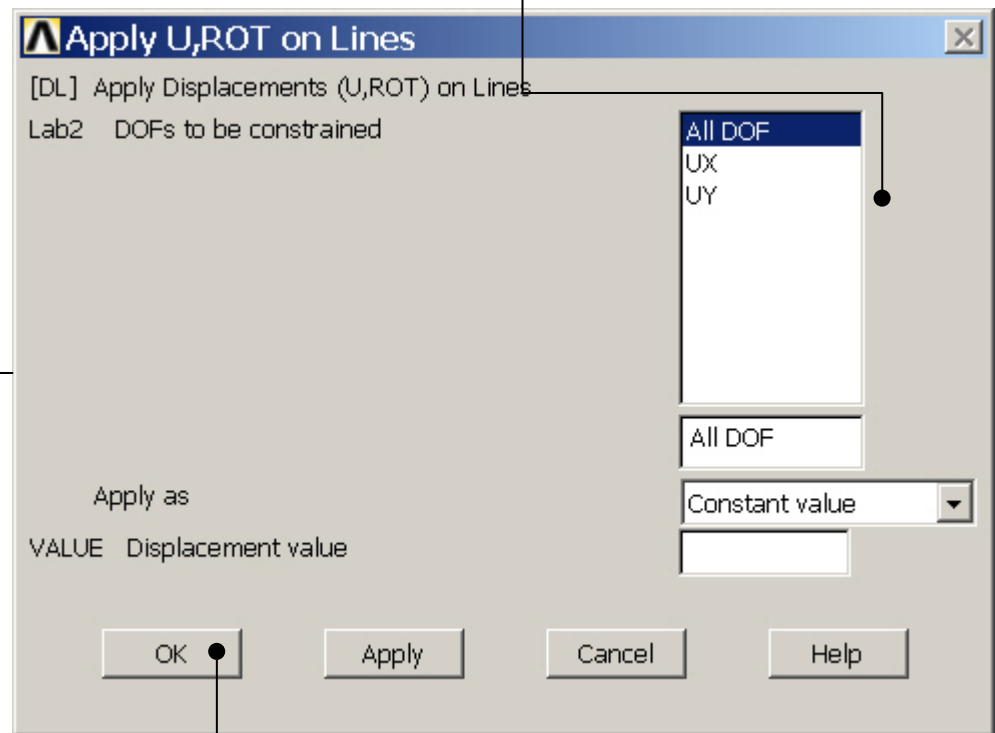 Apply U,ROT on Lines
[DL] Apply Displacements (U,ROT) on Lines
Lab2 DOFs to be constrained
All DOF
UX
UY
All DOF
Apply as
Constant value
VALUE Displacement value
OK
Apply
Cancel
Help